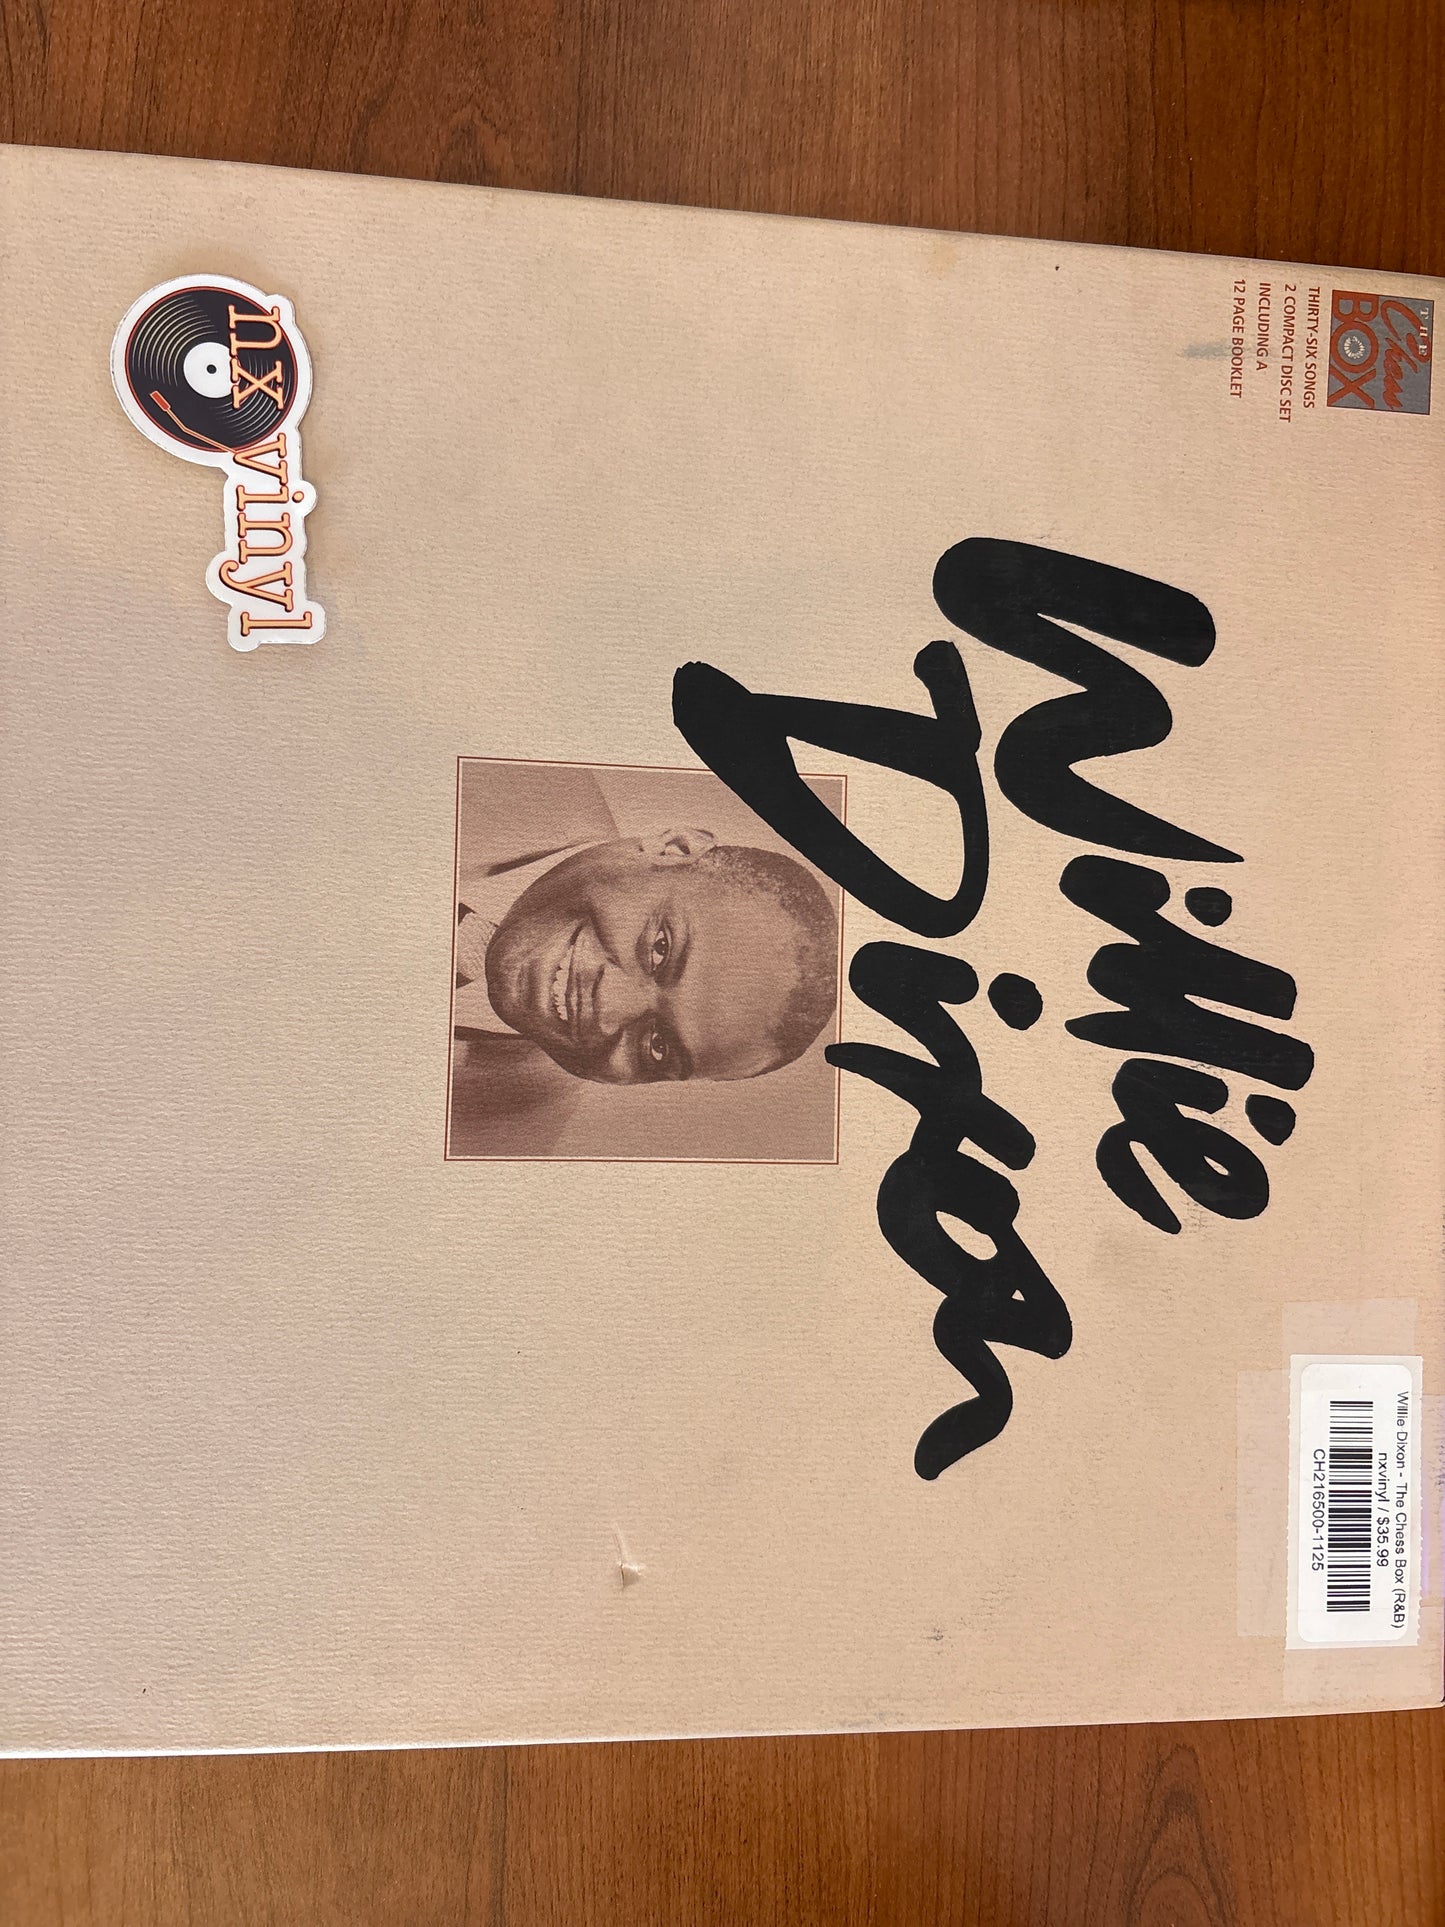 THE
Chess
BOX
THIRTY-SIX SONGS
2 COMPACT DISC SET
INCLUDING A
12 PAGE BOOKLET
Willie Dixon - The Chess Box (R&B)
nxvinyl / $35.99
CH216500-1125
Willie
Dixon
nx vinyl